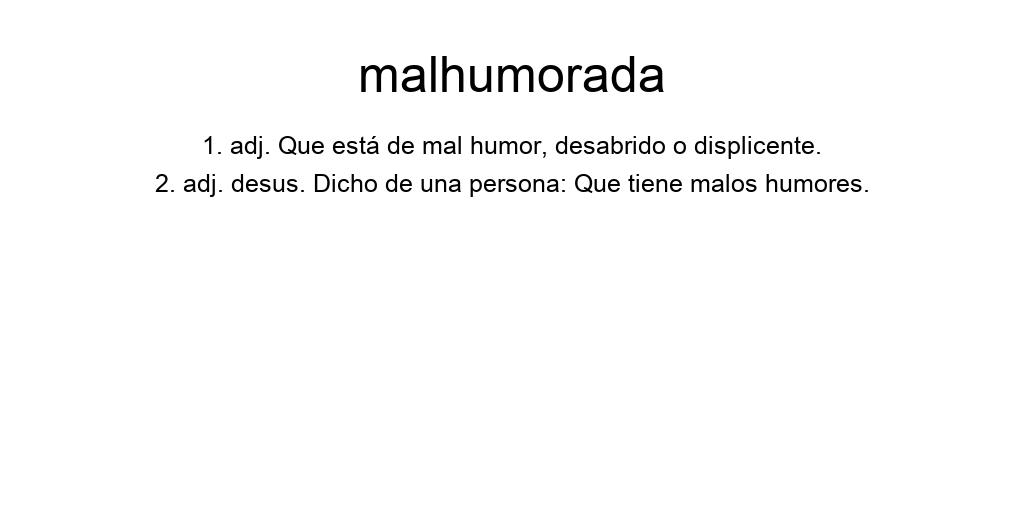 malhumorada
1. adj. Que está de mal humor, desabrido o displicente.
2. adj. desus. Dicho de una persona: Que tiene malos humores.